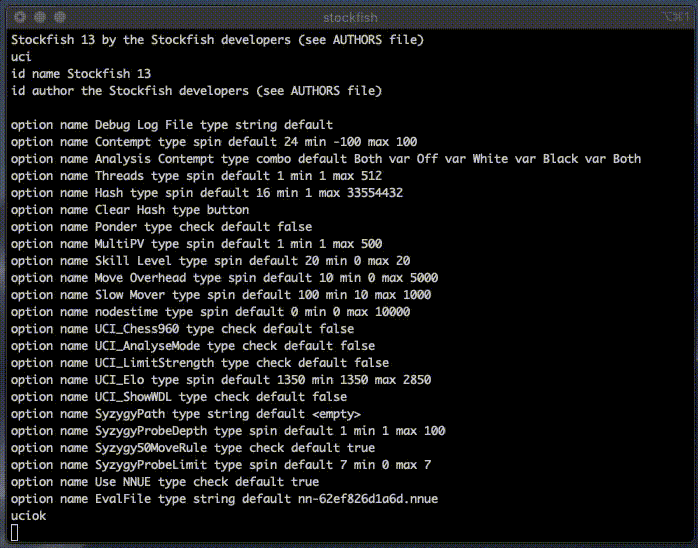 stockfish
⌥⌘1
Stockfish 13 by the Stockfish developers (see AUTHORS file)
uci
id name Stockfish 13
id author the Stockfish developers (see AUTHORS file)
option name Debug Log File type string default
option name Contempt type spin default 24 min -100 max 100
option name Analysis Contempt type combo default Both var Off var White var Black var Both
option name Threads type spin default 1 min 1 max 512
option name Hash type spin default 16 min 1 max 33554432
option name Clear Hash type button
option name Ponder type check default false
option name MultiPV type spin default 1 min 1 max 500
option name Skill Level type spin default 20 min 0 max 20
option name Move Overhead type spin default 10 min 0 max 5000
option name Slow Mover type spin default 100 min 10 max 1000
option name nodestime type spin default 0 min 0 max 10000
option name UCI_Chess960 type check default false
option name UCI_AnalyseMode type check default false
option name UCI_LimitStrength type check default false
option name UCI_Elo type spin default 1350 min 1350 max 2850
option name UCI_ShowWDL type check default false
option name SyzygyPath type string default <empty>
option name SyzygyProbeDepth type spin default 1 min 1 max 100
option name Syzygy50MoveRule type check default true
option name SyzygyProbeLimit type spin default 7 min 0 max 7
option name Use NNUE type check default true
option name EvalFile type string default nn-62ef826d1a6d.nnue
uciok